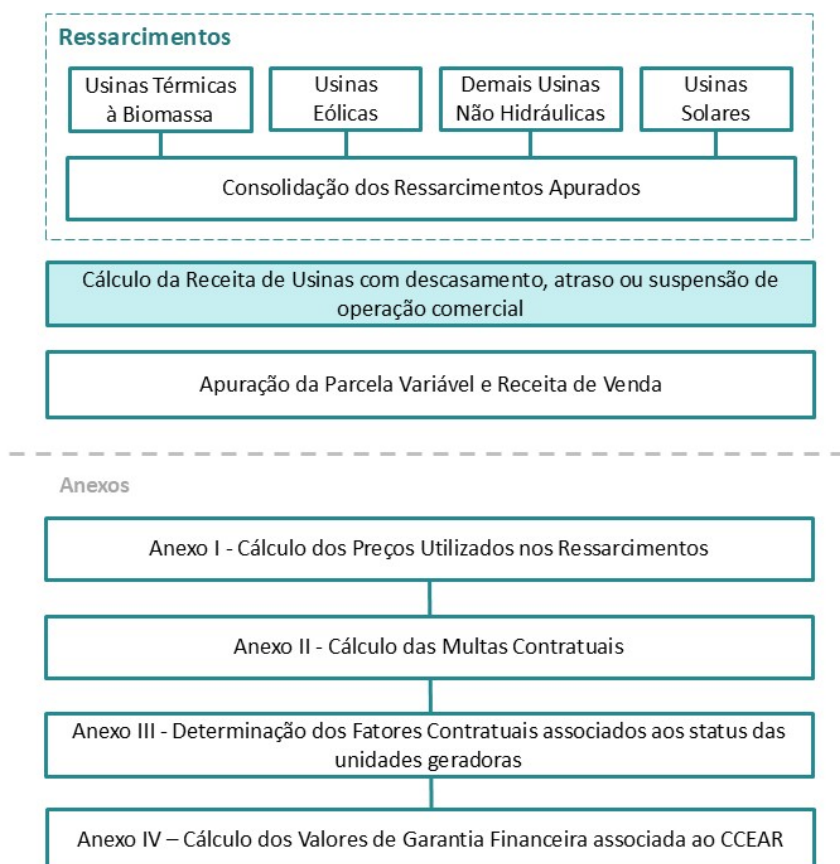 Ressarcimentos
Usinas Térmicas
à Biomassa
Usinas
Eólicas
Demais Usinas
Não Hidráulicas
Usinas
Solares
Consolidação dos Ressarcimentos Apurados
Cálculo da Receita de Usinas com descasamento, atraso ou suspensão de
operação comercial
Apuração da Parcela Variável e Receita de Venda
Anexos
Anexo I - Cálculo dos Preços Utilizados nos Ressarcimentos
Anexo II - Cálculo das Multas Contratuais
Anexo III - Determinação dos Fatores Contratuais associados aos status das
unidades geradoras
Anexo IV – Cálculo dos Valores de Garantia Financeira associada ao CCEAR